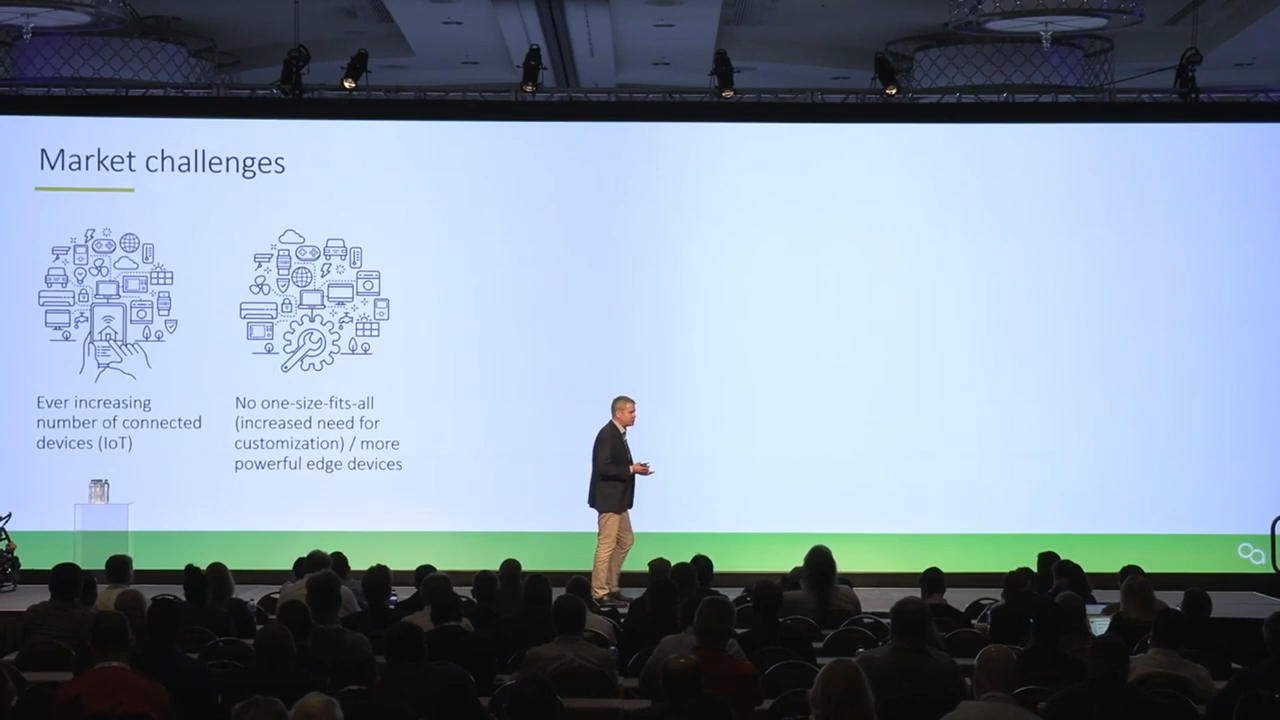 Market challenges
Ever increasing
number of connected
devices (IoT)
No one-size-fits-all
(increased need for
customization) / more
powerful edge devices